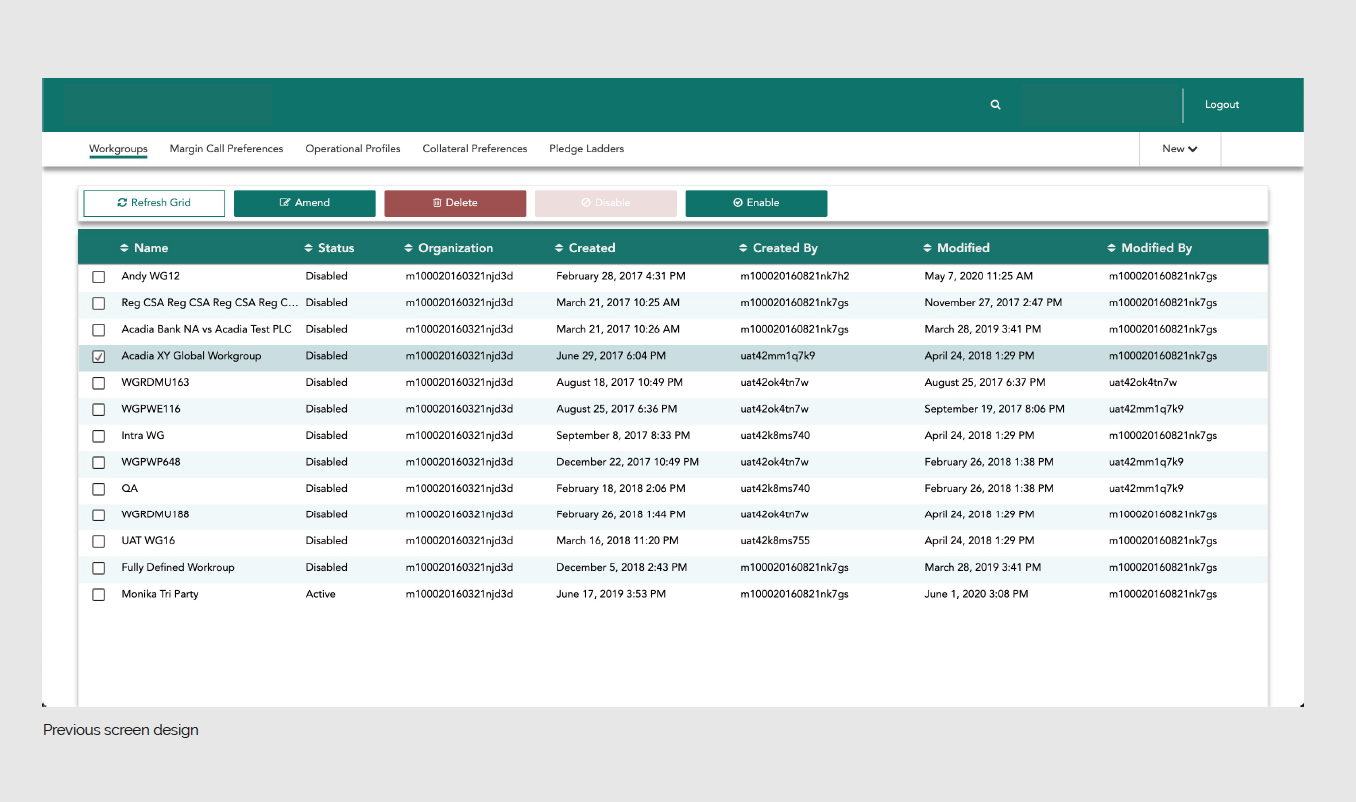 Logout
Workgroups Margin Call Preferences Operational Profiles Collateral Preferences Pledge Ladders New
Refresh Grid Amend Delete Disable Enable
Name Status Organization Created Created By Modified Modified By
Andy WG12 Disabled m100020160321njd3d February 28, 2017 4:31 PM m100020160821nk7h2 May 7, 2020 11:25 AM m100020160821nk7gs
Reg CSA Reg CSA Reg CSA Reg C... Disabled m100020160321njd3d March 21, 2017 10:25 AM m100020160821nk7gs November 27, 2017 2:47 PM m100020160821nk7gs
Acadia Bank NA vs Acadia Test PLC Disabled m100020160321njd3d March 21, 2017 10:26 AM m100020160821nk7gs March 28, 2019 3:41 PM m100020160821nk7gs
Acadia XY Global Workgroup Disabled m100020160321njd3d June 29, 2017 6:04 PM uat42mm1q7k9 April 24, 2018 1:29 PM m100020160821nk7gs
WGRDMU163 Disabled m100020160321njd3d August 18, 2017 10:49 PM uat42ok4tn7w August 25, 2017 6:37 PM uat42ok4tn7w
WGPWE116 Disabled m100020160321njd3d August 25, 2017 6:36 PM uat42ok4tn7w September 19, 2017 8:06 PM uat42mm1q7k9
Intra WG Disabled m100020160321njd3d September 8, 2017 8:33 PM uat42k8ms740 April 24, 2018 1:29 PM m100020160821nk7gs
WGPWP648 Disabled m100020160321njd3d December 22, 2017 10:49 PM uat42ok4tn7w February 26, 2018 1:38 PM uat42mm1q7k9
QA Disabled m100020160321njd3d February 18, 2018 2:06 PM uat42k8ms740 February 26, 2018 1:38 PM uat42mm1q7k9
WGRDMU188 Disabled m100020160321njd3d February 26, 2018 1:44 PM uat42ok4tn7w April 24, 2018 1:29 PM m100020160821nk7gs
UAT WG16 Disabled m100020160321njd3d March 16, 2018 11:20 PM uat42k8ms755 April 24, 2018 1:29 PM m100020160821nk7gs
Fully Defined Workroup Disabled m100020160321njd3d December 5, 2018 2:43 PM m100020160821nk7gs March 28, 2019 3:41 PM m100020160821nk7gs
Monika Tri Party Active m100020160321njd3d June 17, 2019 3:53 PM m100020160821nk7gs June 1, 2020 3:08 PM m100020160821nk7gs
Previous screen design